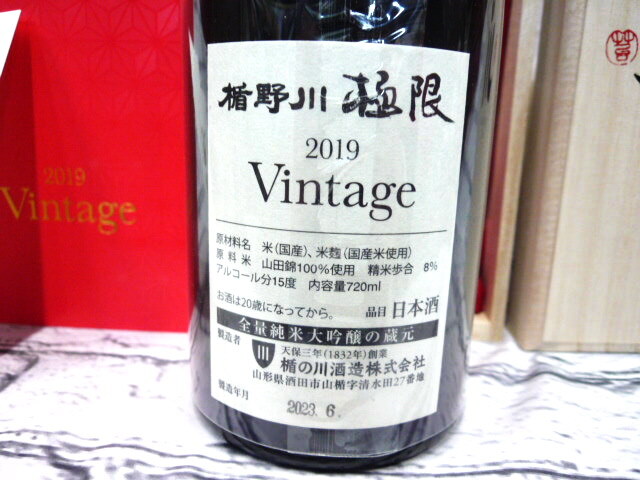 楯野川 極限
2019
Vintage
原材料名 米(国産)、米麹(国産米使用)
原料米 山田錦100%使用 精米歩合 8%
アルコール分15度 内容量720ml
お酒は20歳になってから。 品目 日本酒
全量純米大吟醸の蔵元
製造者 天保三年(1832年)創業
楯の川酒造株式会社
山形県酒田市山楯字清水田27番地
製造年月 2023.6.
2019
Vintage